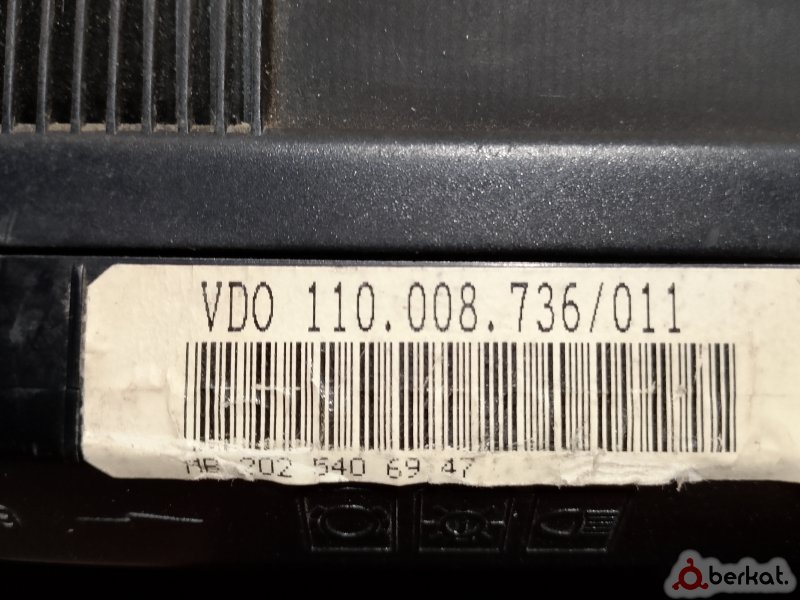 VDO 110.008.736/011
MB 202 540 69 47
berkat.